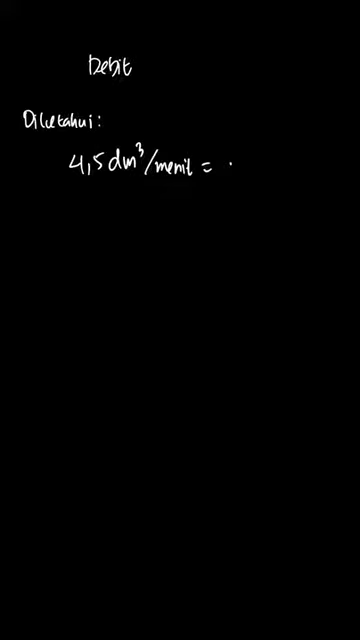 Debit
Diketahui:
4,5 dm³/menit = .